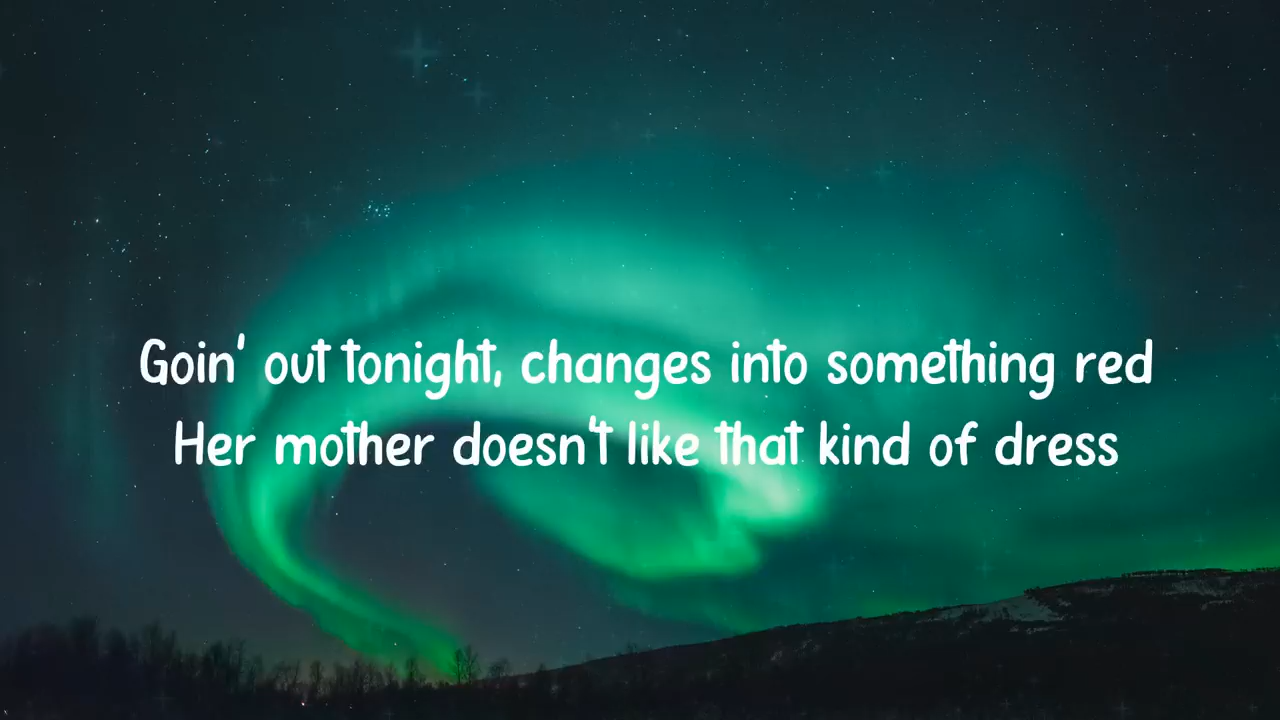 Goin' out tonight, changes into something red
Her mother doesn't like that kind of dress